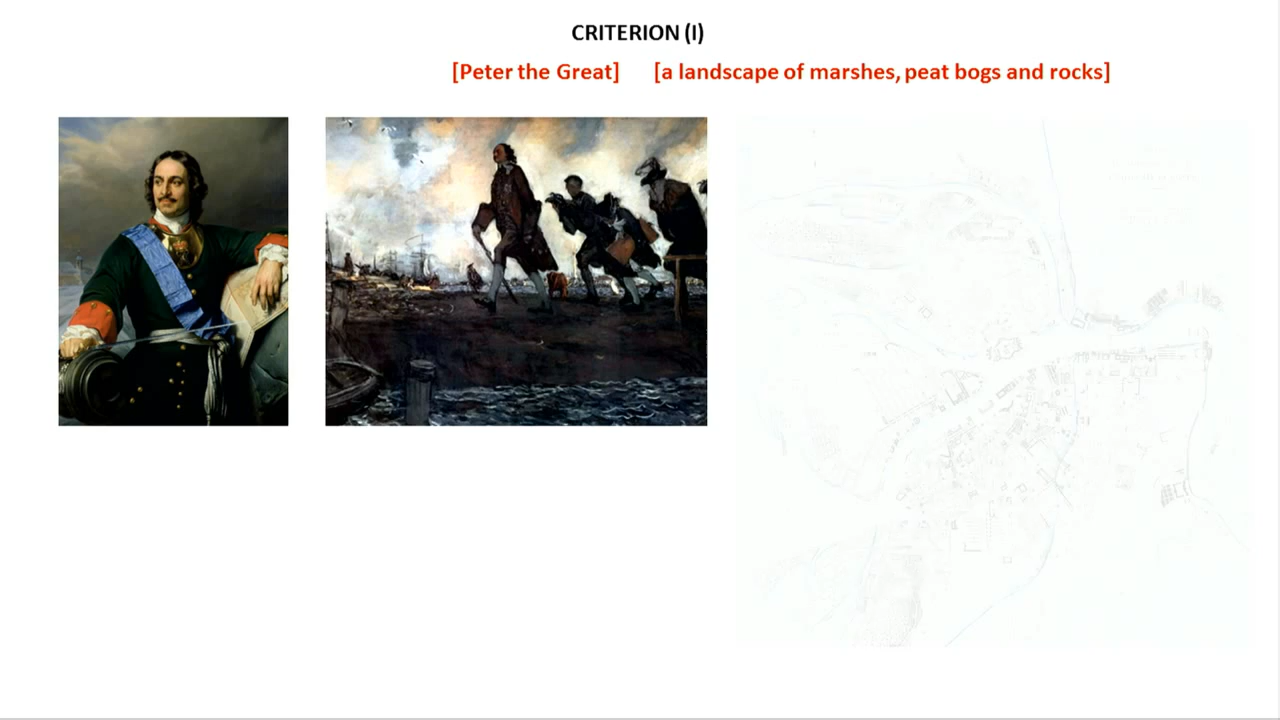 CRITERION (I)
[Peter the Great] [a landscape of marshes, peat bogs and rocks]